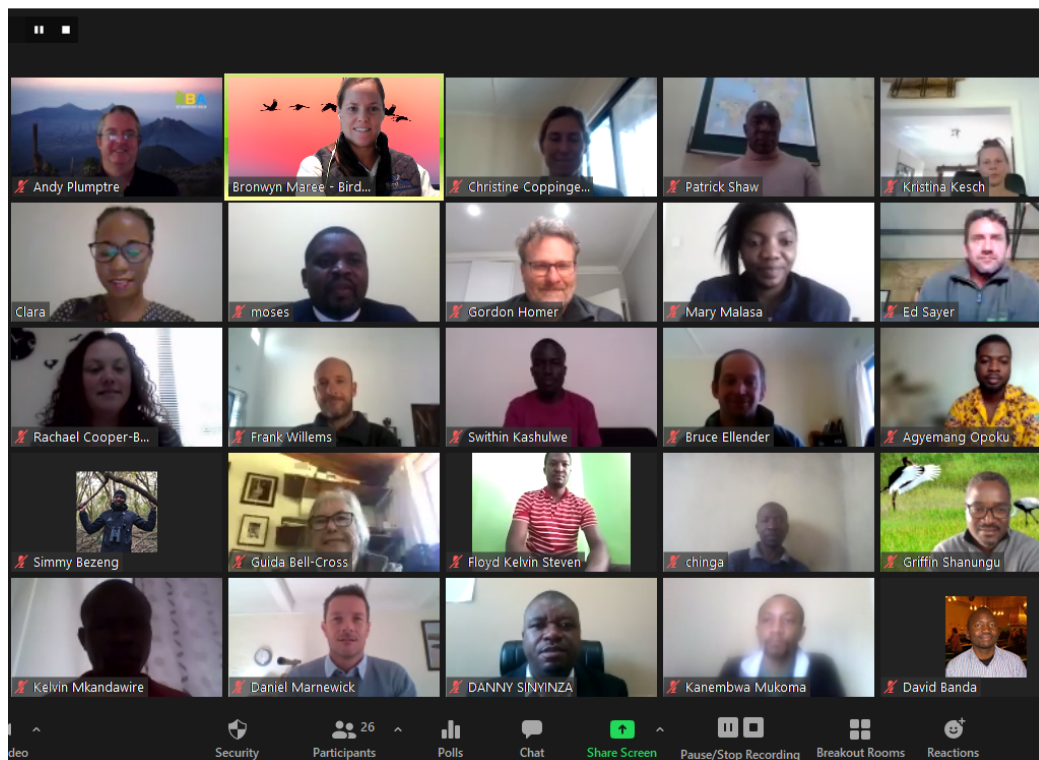 KBA
Andy Plumptre
Bronwyn Maree - Bird...
Christine Coppinge...
Patrick Shaw
Kristina Kesch
Clara
moses
Gordon Homer
Mary Malasa
Ed Sayer
Rachael Cooper-B...
Frank Willems
Swithin Kashulwe
Bruce Ellender
Agyemang Opoku
Simmy Bezeng
Guida Bell-Cross
Floyd Kelvin Steven
chinga
Griffin Shanungu
Kelvin Mkandawire
Daniel Marnewick
DANNY SINYINZA
Kanembwa Mukoma
David Banda
26
deo
Security
Participants
Polls
Chat
Share Screen
Pause/Stop Recording
Breakout Rooms
Reactions